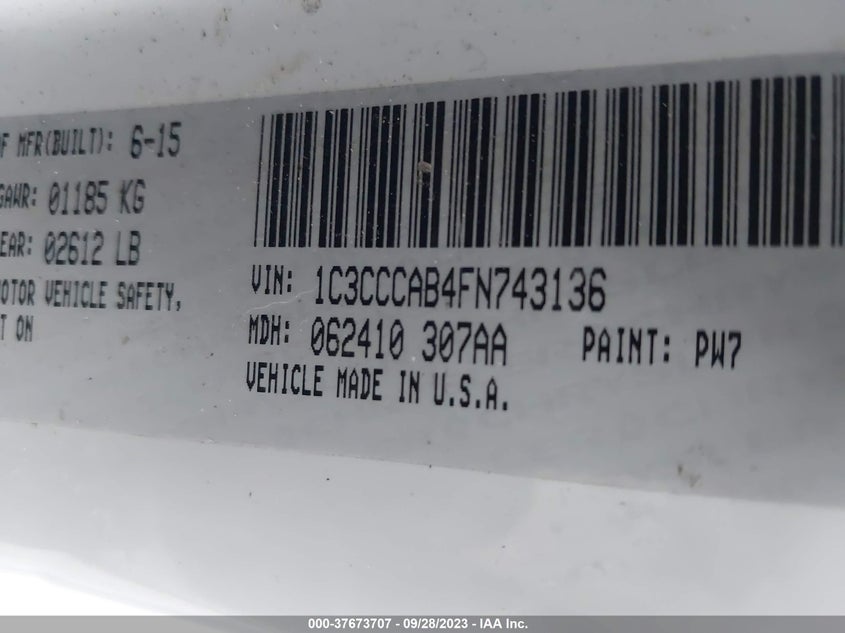 F MFR(BUILT): 6-15
GAWR: 01185 KG
EAR: 02612 LB
OTOR VEHICLE SAFETY,
T ON
VIN: 1C3CCCAB4FN743136
MDH: 062410 307AA PAINT: PW7
VEHICLE MADE IN U.S.A.
000-37673707 - 09/28/2023 - IAA Inc.